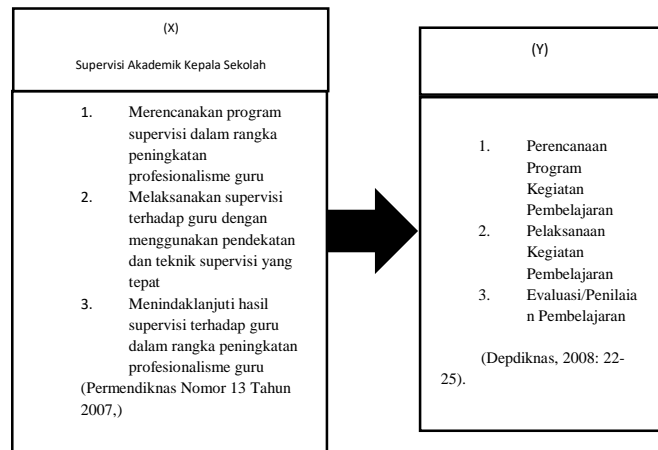 (X)
Supervisi Akademik Kepala Sekolah
1. Merencanakan program
supervisi dalam rangka
peningkatan
profesionalisme guru
2. Melaksanakan supervisi
terhadap guru dengan
menggunakan pendekatan
dan teknik supervisi yang
tepat
3. Menindaklanjuti hasil
supervisi terhadap guru
dalam rangka peningkatan
profesionalisme guru
(Permendiknas Nomor 13 Tahun
2007,)
(Y)
1. Perencanaan
Program
Kegiatan
Pembelajaran
2. Pelaksanaan
Kegiatan
Pembelajaran
3. Evaluasi/Penilaia
n Pembelajaran
(Depdiknas, 2008: 22-
25).